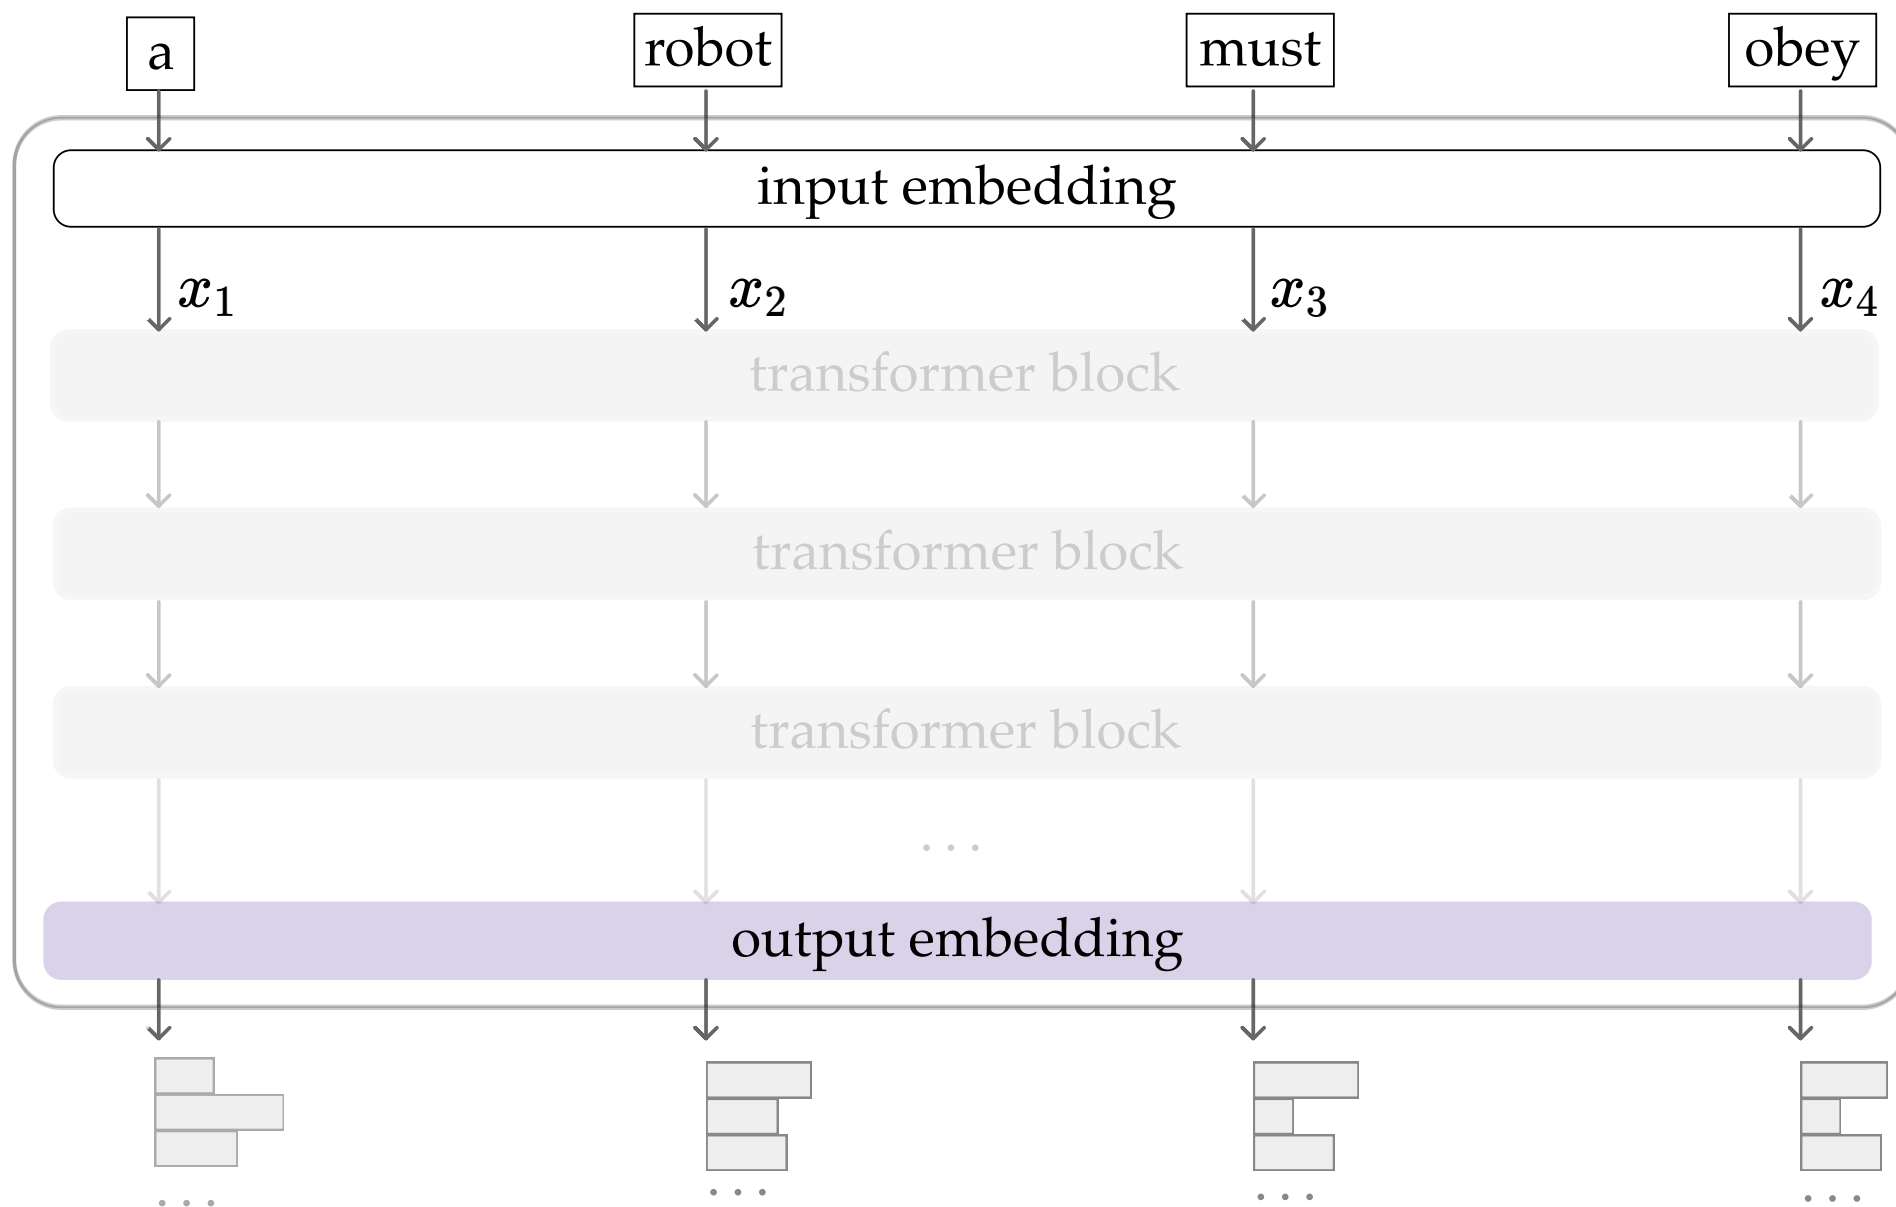 a robot must obey
input embedding
x₁ x₂ x₃ x₄
transformer block
transformer block
transformer block
...
output embedding
... ... ... ...